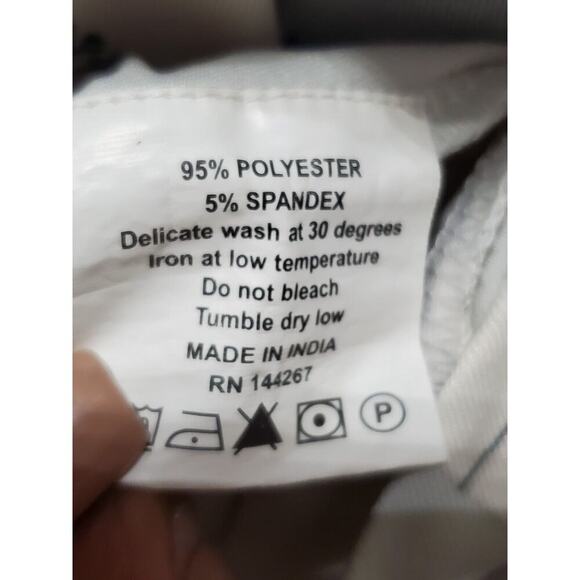 95% POLYESTER
5% SPANDEX
Delicate wash at 30 degrees
Iron at low temperature
Do not bleach
Tumble dry low
MADE IN INDIA
RN 144267
P